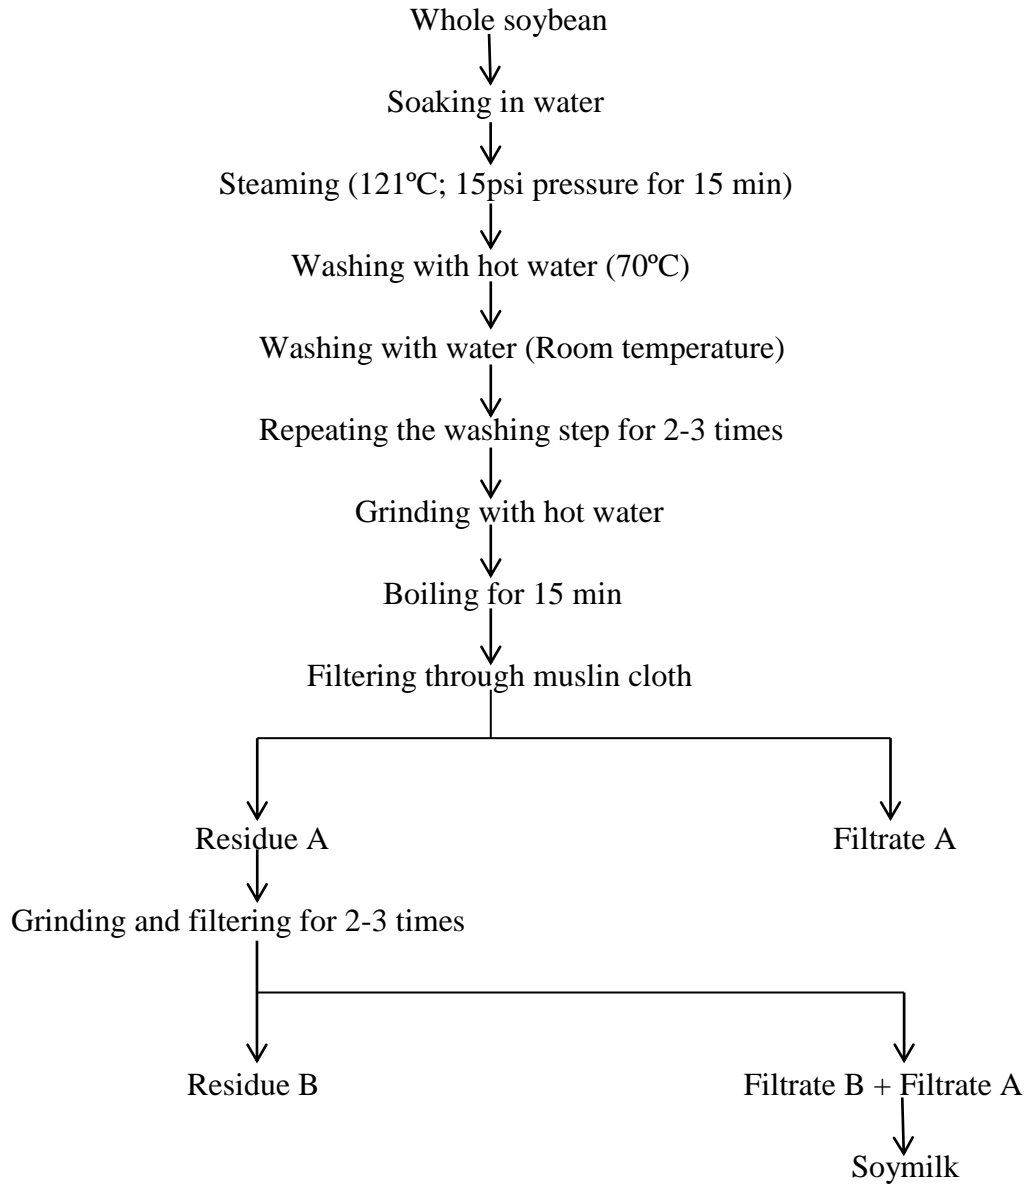 Whole soybean
Soaking in water
Steaming (121ºC; 15psi pressure for 15 min)
Washing with hot water (70ºC)
Washing with water (Room temperature)
Repeating the washing step for 2-3 times
Grinding with hot water
Boiling for 15 min
Filtering through muslin cloth
Residue A
Filtrate A
Grinding and filtering for 2-3 times
Residue B
Filtrate B + Filtrate A
Soymilk